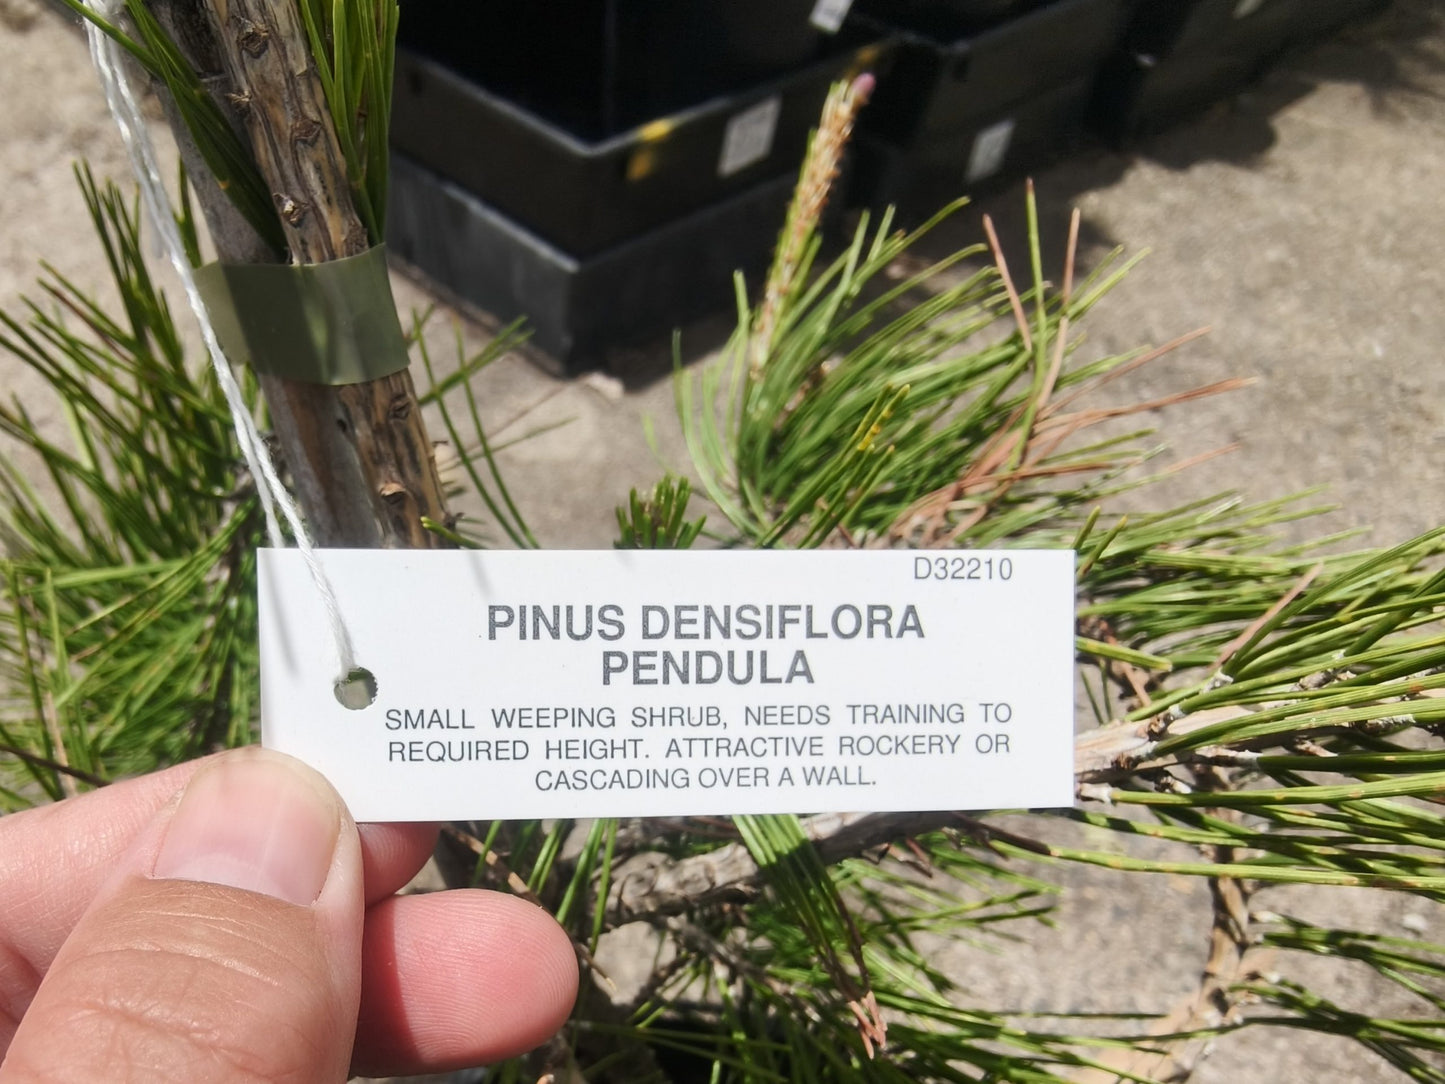 D32210
PINUS DENSIFLORA
PENDULA
SMALL WEEPING SHRUB, NEEDS TRAINING TO
REQUIRED HEIGHT. ATTRACTIVE ROCKERY OR
CASCADING OVER A WALL.